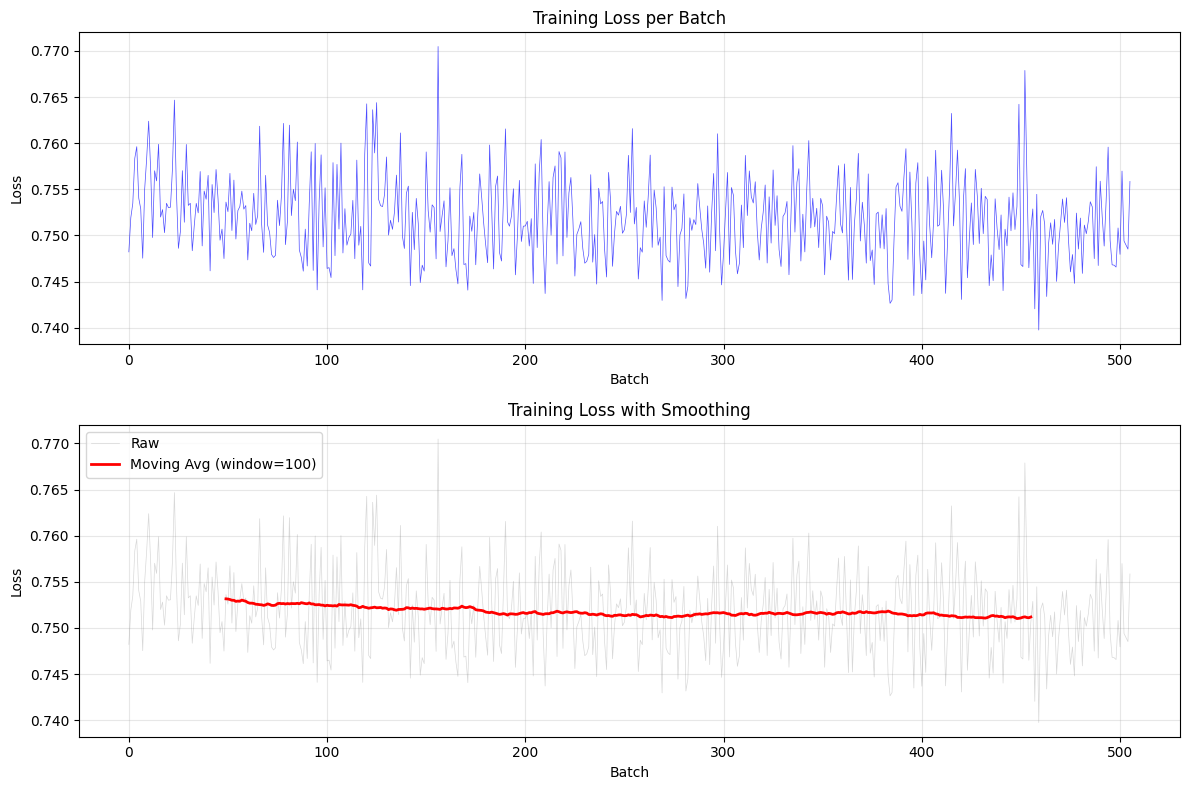 Training Loss per Batch
0.770
0.765
0.760
0.755
0.750
0.745
0.740
Loss
0 100 200 300 400 500
Batch
Training Loss with Smoothing
Raw
Moving Avg (window=100)
0.770
0.765
0.760
0.755
0.750
0.745
0.740
Loss
0 100 200 300 400 500
Batch